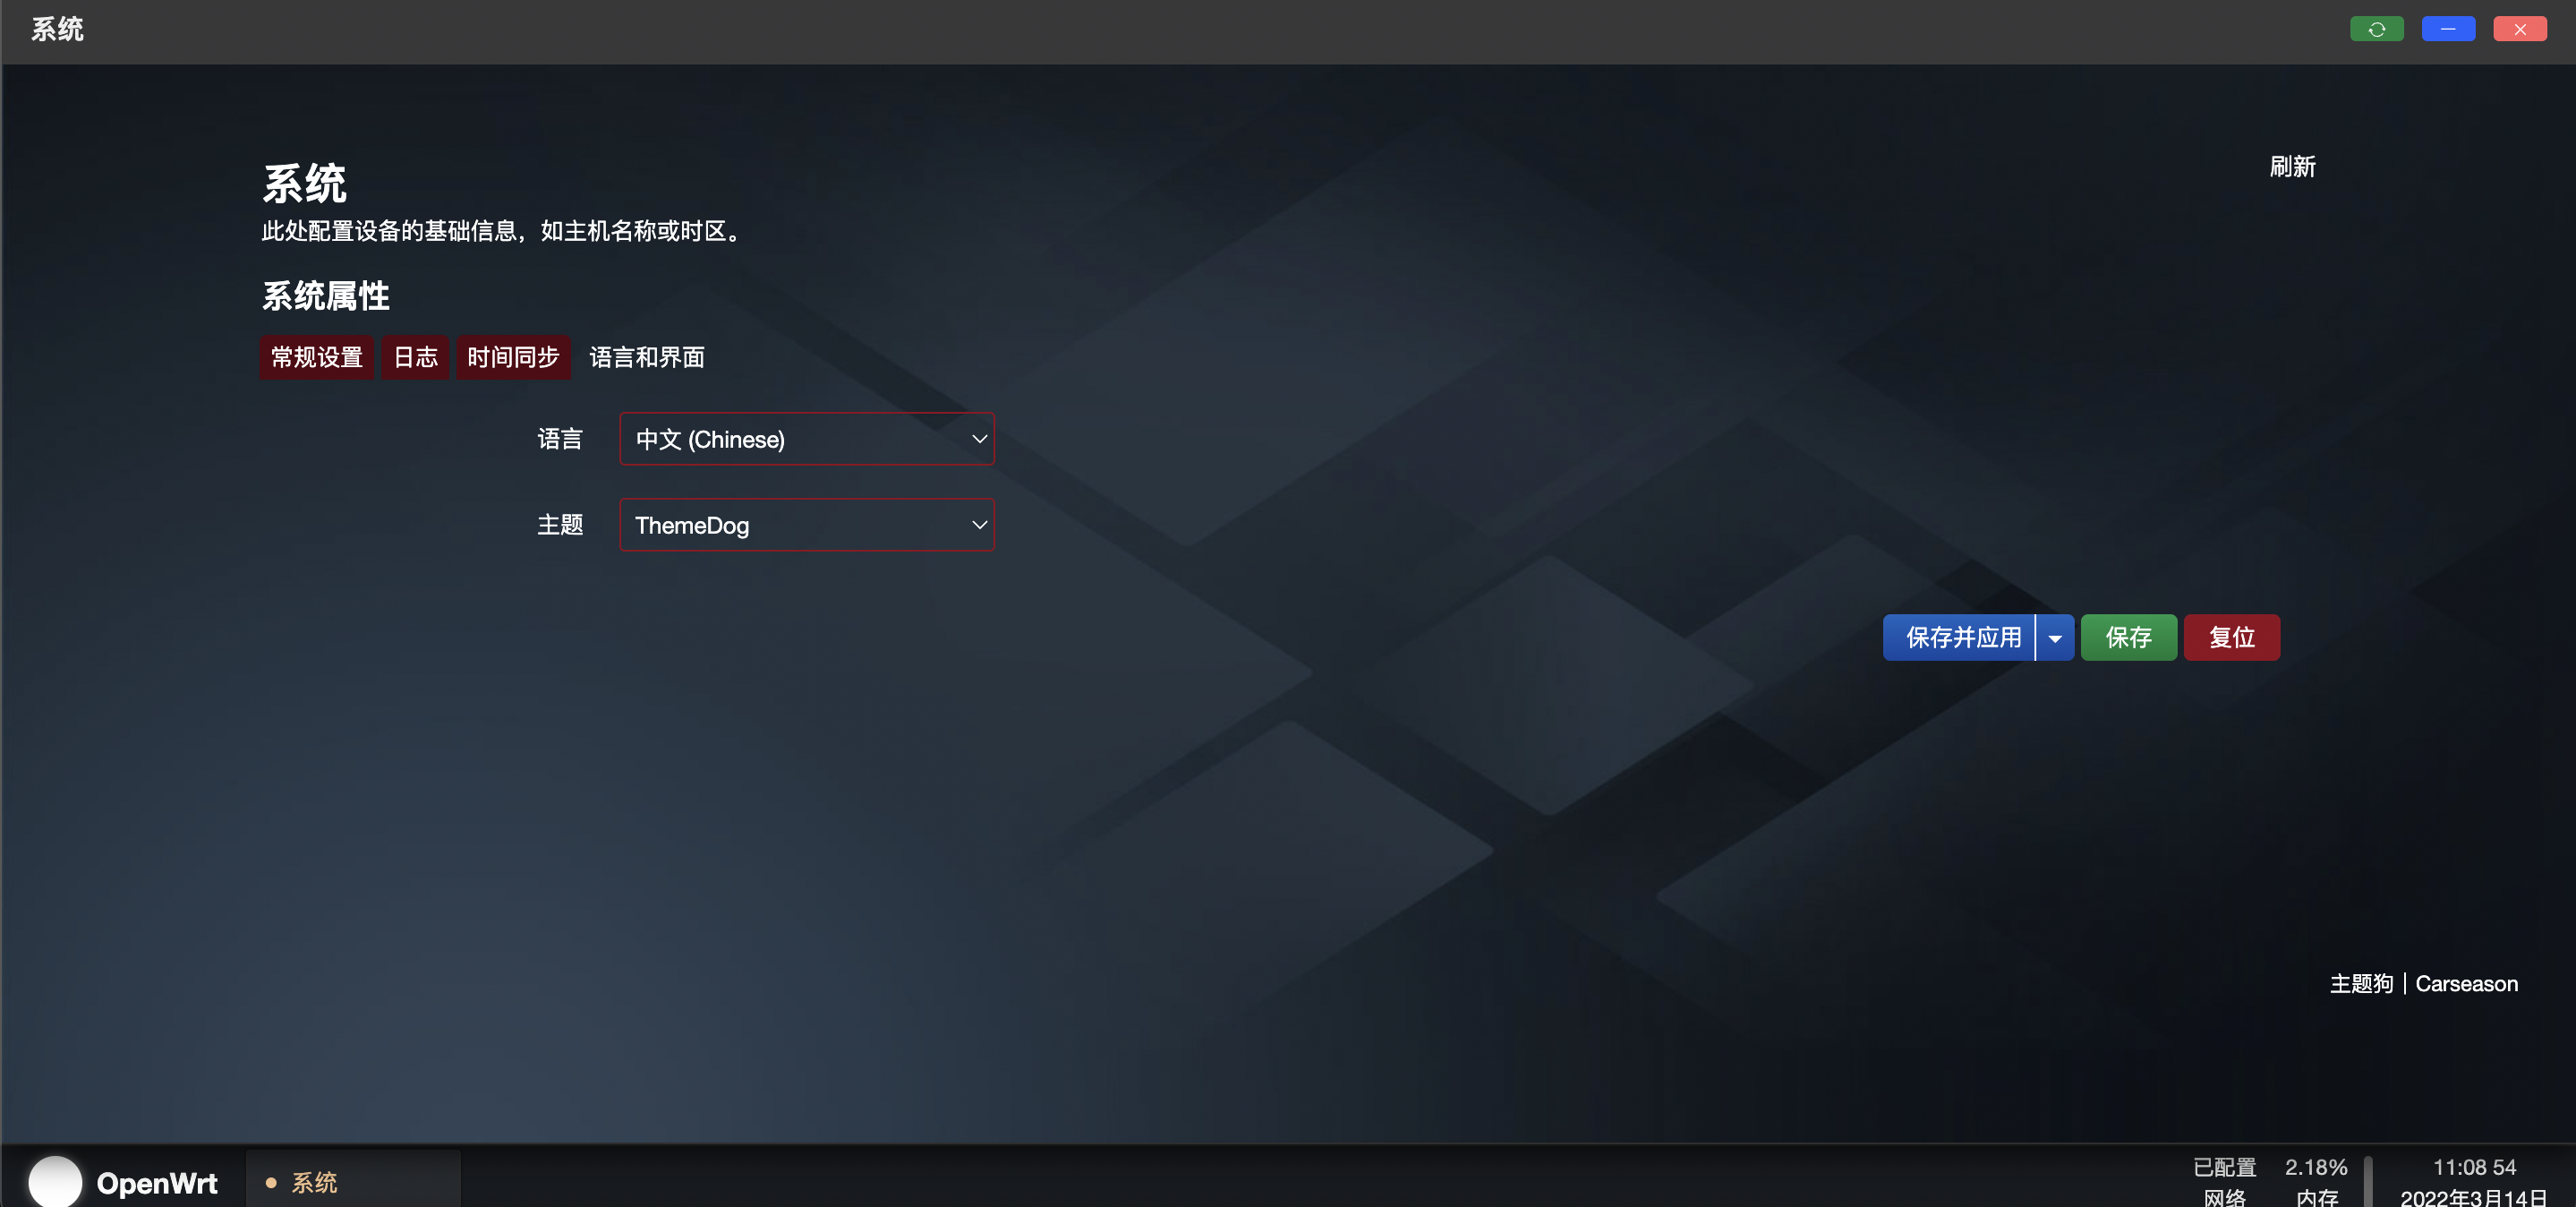 系统
刷新
系统
此处配置设备的基础信息，如主机名称或时区。
系统属性
常规设置 日志 时间同步 语言和界面
语言 中文 (Chinese)
主题 ThemeDog
保存并应用 保存 复位
主题狗 | Carseason
OpenWrt 系统
已配置 2.18% 11:08 54
网络 内存 2022年3月14日